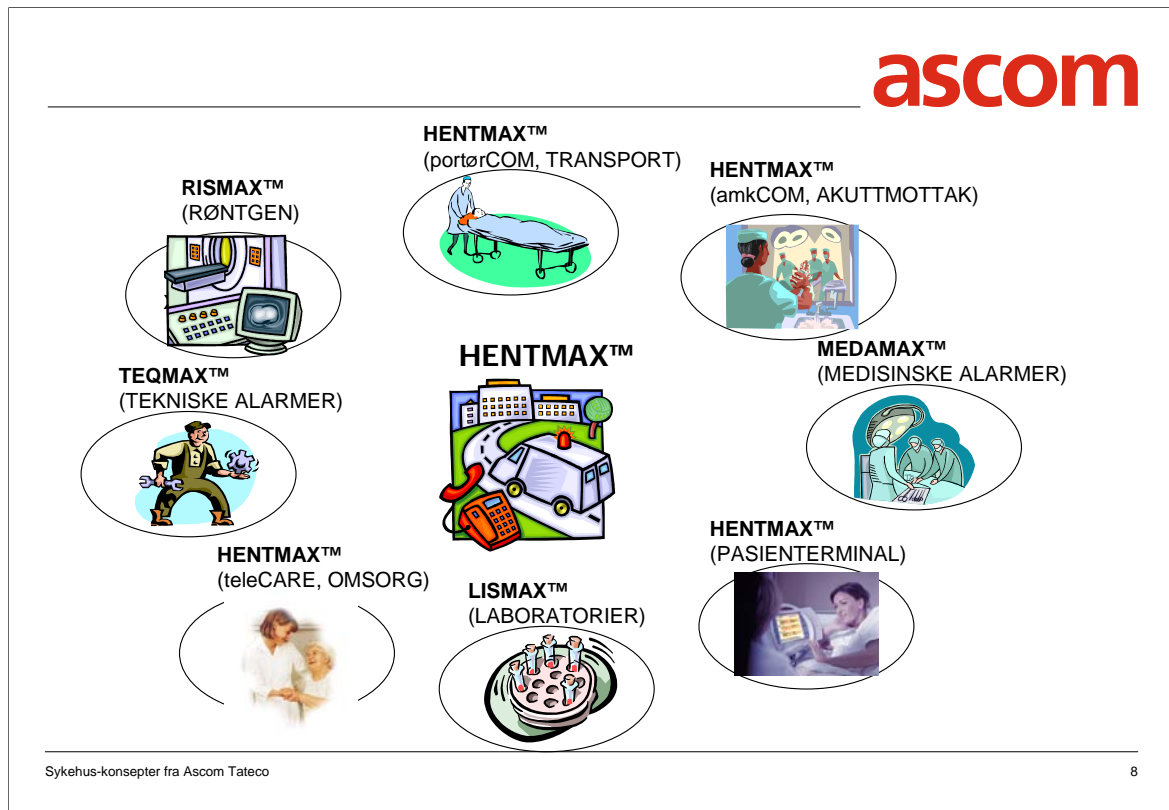 ascom
HENTMAX™
(portørCOM, TRANSPORT)
HENTMAX™
(amkCOM, AKUTTMOTTAK)
RISMAX™
(RØNTGEN)
HENTMAX™
MEDAMAX™
(MEDISINSKE ALARMER)
TEQMAX™
(TEKNISKE ALARMER)
HENTMAX™
(PASIENTERMINAL)
HENTMAX™
(teleCARE, OMSORG)
LISMAX™
(LABORATORIER)
Sykehus-konsepter fra Ascom Tateco
8